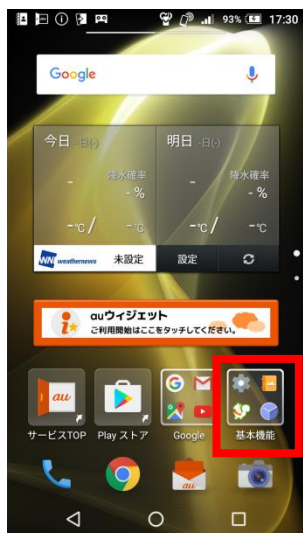 93% 17:30
Google
今日 -日(-) 明日 -日(-)
- 降水確率 - 降水確率
- % - %
-℃ / -℃ -℃ / -℃
WNI weathernews 未設定 設定
auウィジェット
ご利用開始はここをタッチしてください。
au
サービスTOP Play ストア Google 基本機能
au